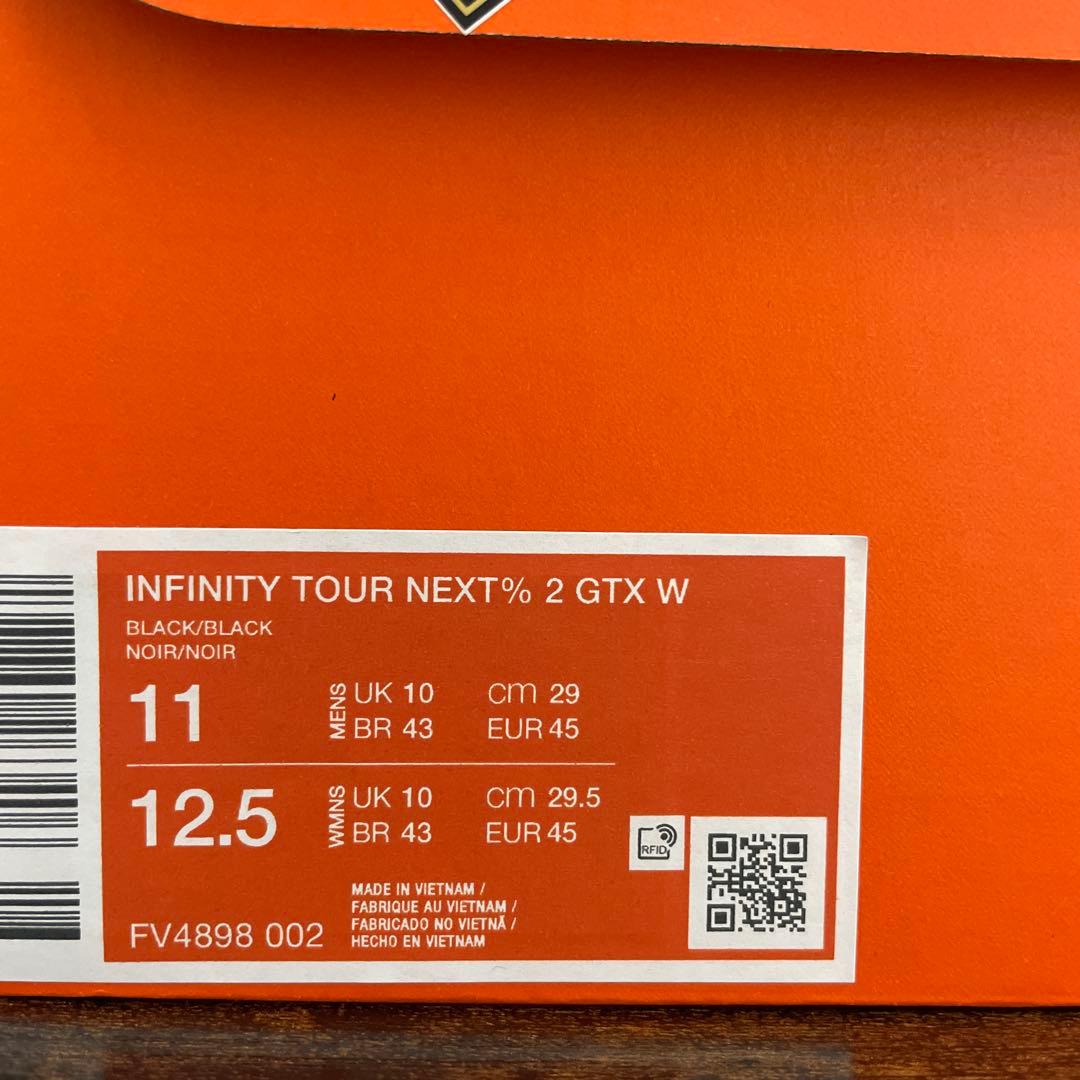 INFINITY TOUR NEXT% 2 GTX W
BLACK/BLACK
NOIR/NOIR
11 MENS UK 10 cm 29
BR 43 EUR 45
12.5 WMNS UK 10 cm 29.5
BR 43 EUR 45
RFID
MADE IN VIETNAM /
FABRIQUE AU VIETNAM /
FABRICADO NO VIETNÃ /
HECHO EN VIETNAM
FV4898 002